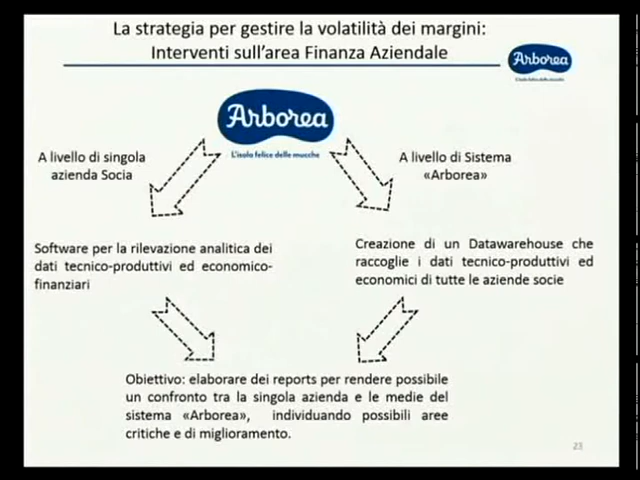 La strategia per gestire la volatilità dei margini:
Interventi sull'area Finanza Aziendale
Arborea
L'isola felice delle mucche
Arborea
L'isola felice delle mucche
A livello di singola
azienda Socia
A livello di Sistema
«Arborea»
Software per la rilevazione analitica dei
dati tecnico-produttivi ed economico-
finanziari
Creazione di un Datawarehouse che
raccoglie i dati tecnico-produttivi ed
economici di tutte le aziende socie
Obiettivo: elaborare dei reports per rendere possibile
un confronto tra la singola azienda e le medie del
sistema «Arborea», individuando possibili aree
critiche e di miglioramento.
23